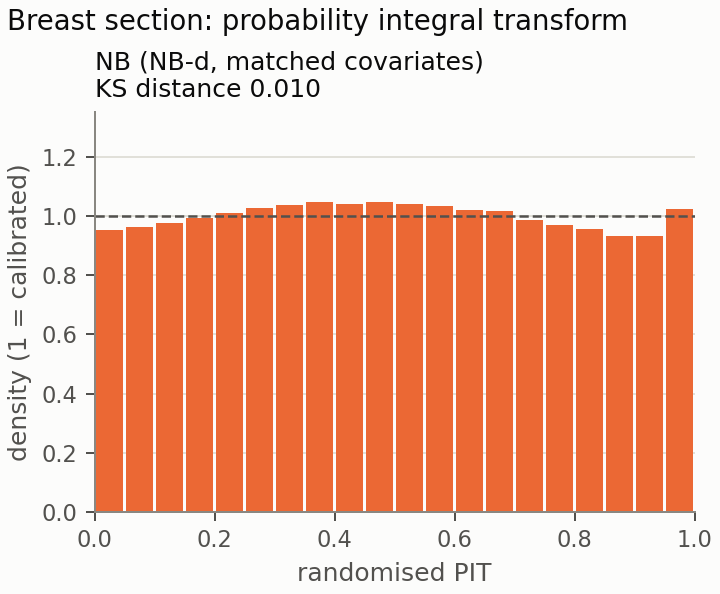 Breast section: probability integral transform
NB (NB-d, matched covariates)
KS distance 0.010
density (1 = calibrated)
1.2
1.0
0.8
0.6
0.4
0.2
0.0
0.0 0.2 0.4 0.6 0.8 1.0
randomised PIT